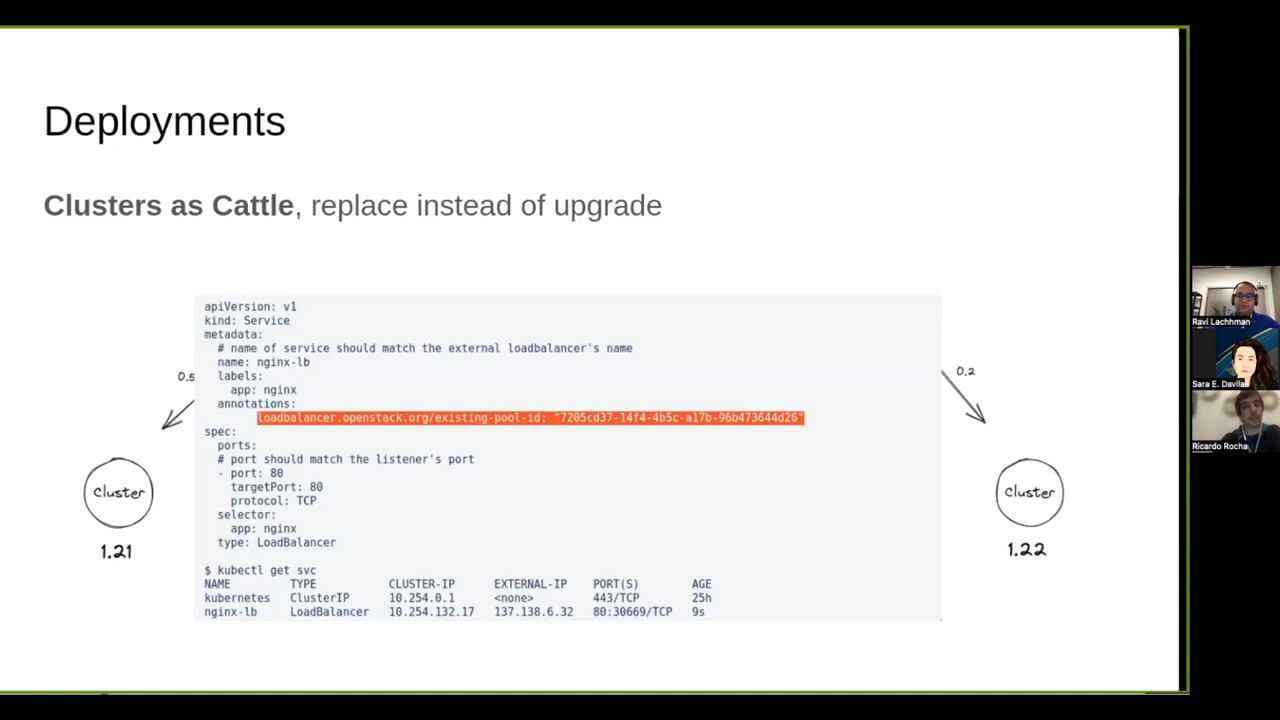 Deployments
Clusters as Cattle, replace instead of upgrade
apiVersion: v1
kind: Service
metadata:
  # name of service should match the external loadbalancer's name
  name: nginx-lb
  labels:
    app: nginx
  annotations:
        loadbalancer.openstack.org/existing-pool-id: "7205cd37-14f4-4b5c-a17b-96b473644d26"
spec:
  ports:
  # port should match the listener's port
  - port: 80
    targetPort: 80
    protocol: TCP
  selector:
    app: nginx
  type: LoadBalancer
$ kubectl get svc
NAME TYPE CLUSTER-IP EXTERNAL-IP PORT(S) AGE
kubernetes ClusterIP 10.254.0.1 <none> 443/TCP 25h
nginx-lb LoadBalancer 10.254.132.17 137.138.6.32 80:30669/TCP 9s
0.5
Cluster
1.21
0.2
Cluster
1.22
Ravi Lachhman
Sara E. Davila
Ricardo Rocha